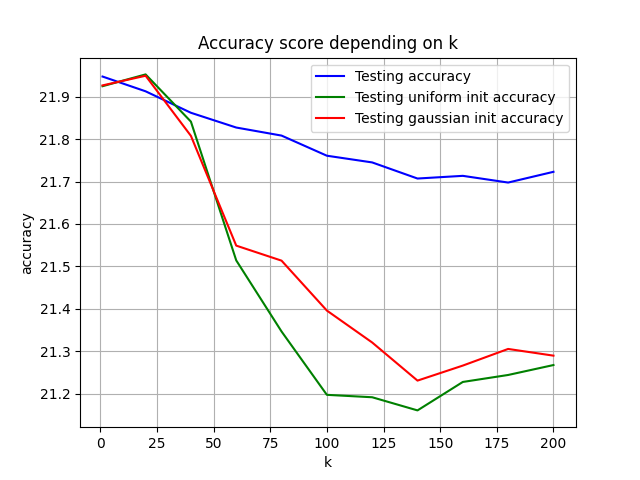 Accuracy score depending on k
Testing accuracy
Testing uniform init accuracy
Testing gaussian init accuracy
accuracy
21.9
21.8
21.7
21.6
21.5
21.4
21.3
21.2
0 25 50 75 100 125 150 175 200
k